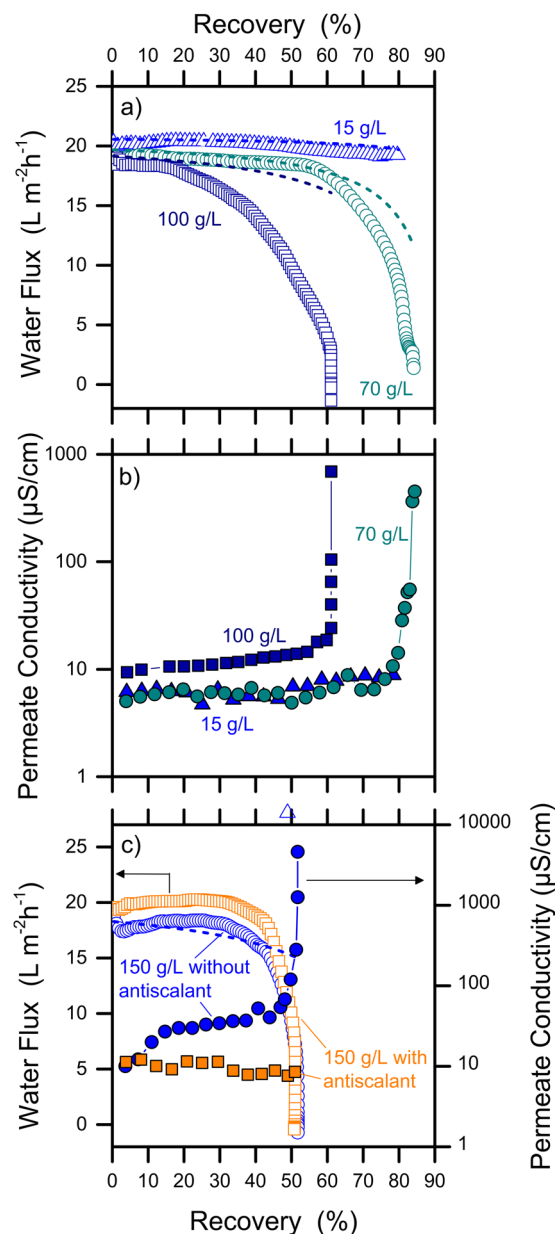 Recovery (%)
0 10 20 30 40 50 60 70 80 90
25
a)
15 g/L
20
15
100 g/L
10
5
70 g/L
0
Water Flux (L m⁻²h⁻¹)
1000
b)
70 g/L
100
100 g/L
10
15 g/L
1
Permeate Conductivity (µS/cm)
10000
c)
25
20
1000
15
150 g/L without
antiscalant
100
10
150 g/L with
antiscalant
5
10
0
1
Water Flux (L m⁻²h⁻¹)
Permeate Conductivity (µS/cm)
0 10 20 30 40 50 60 70 80 90
Recovery (%)